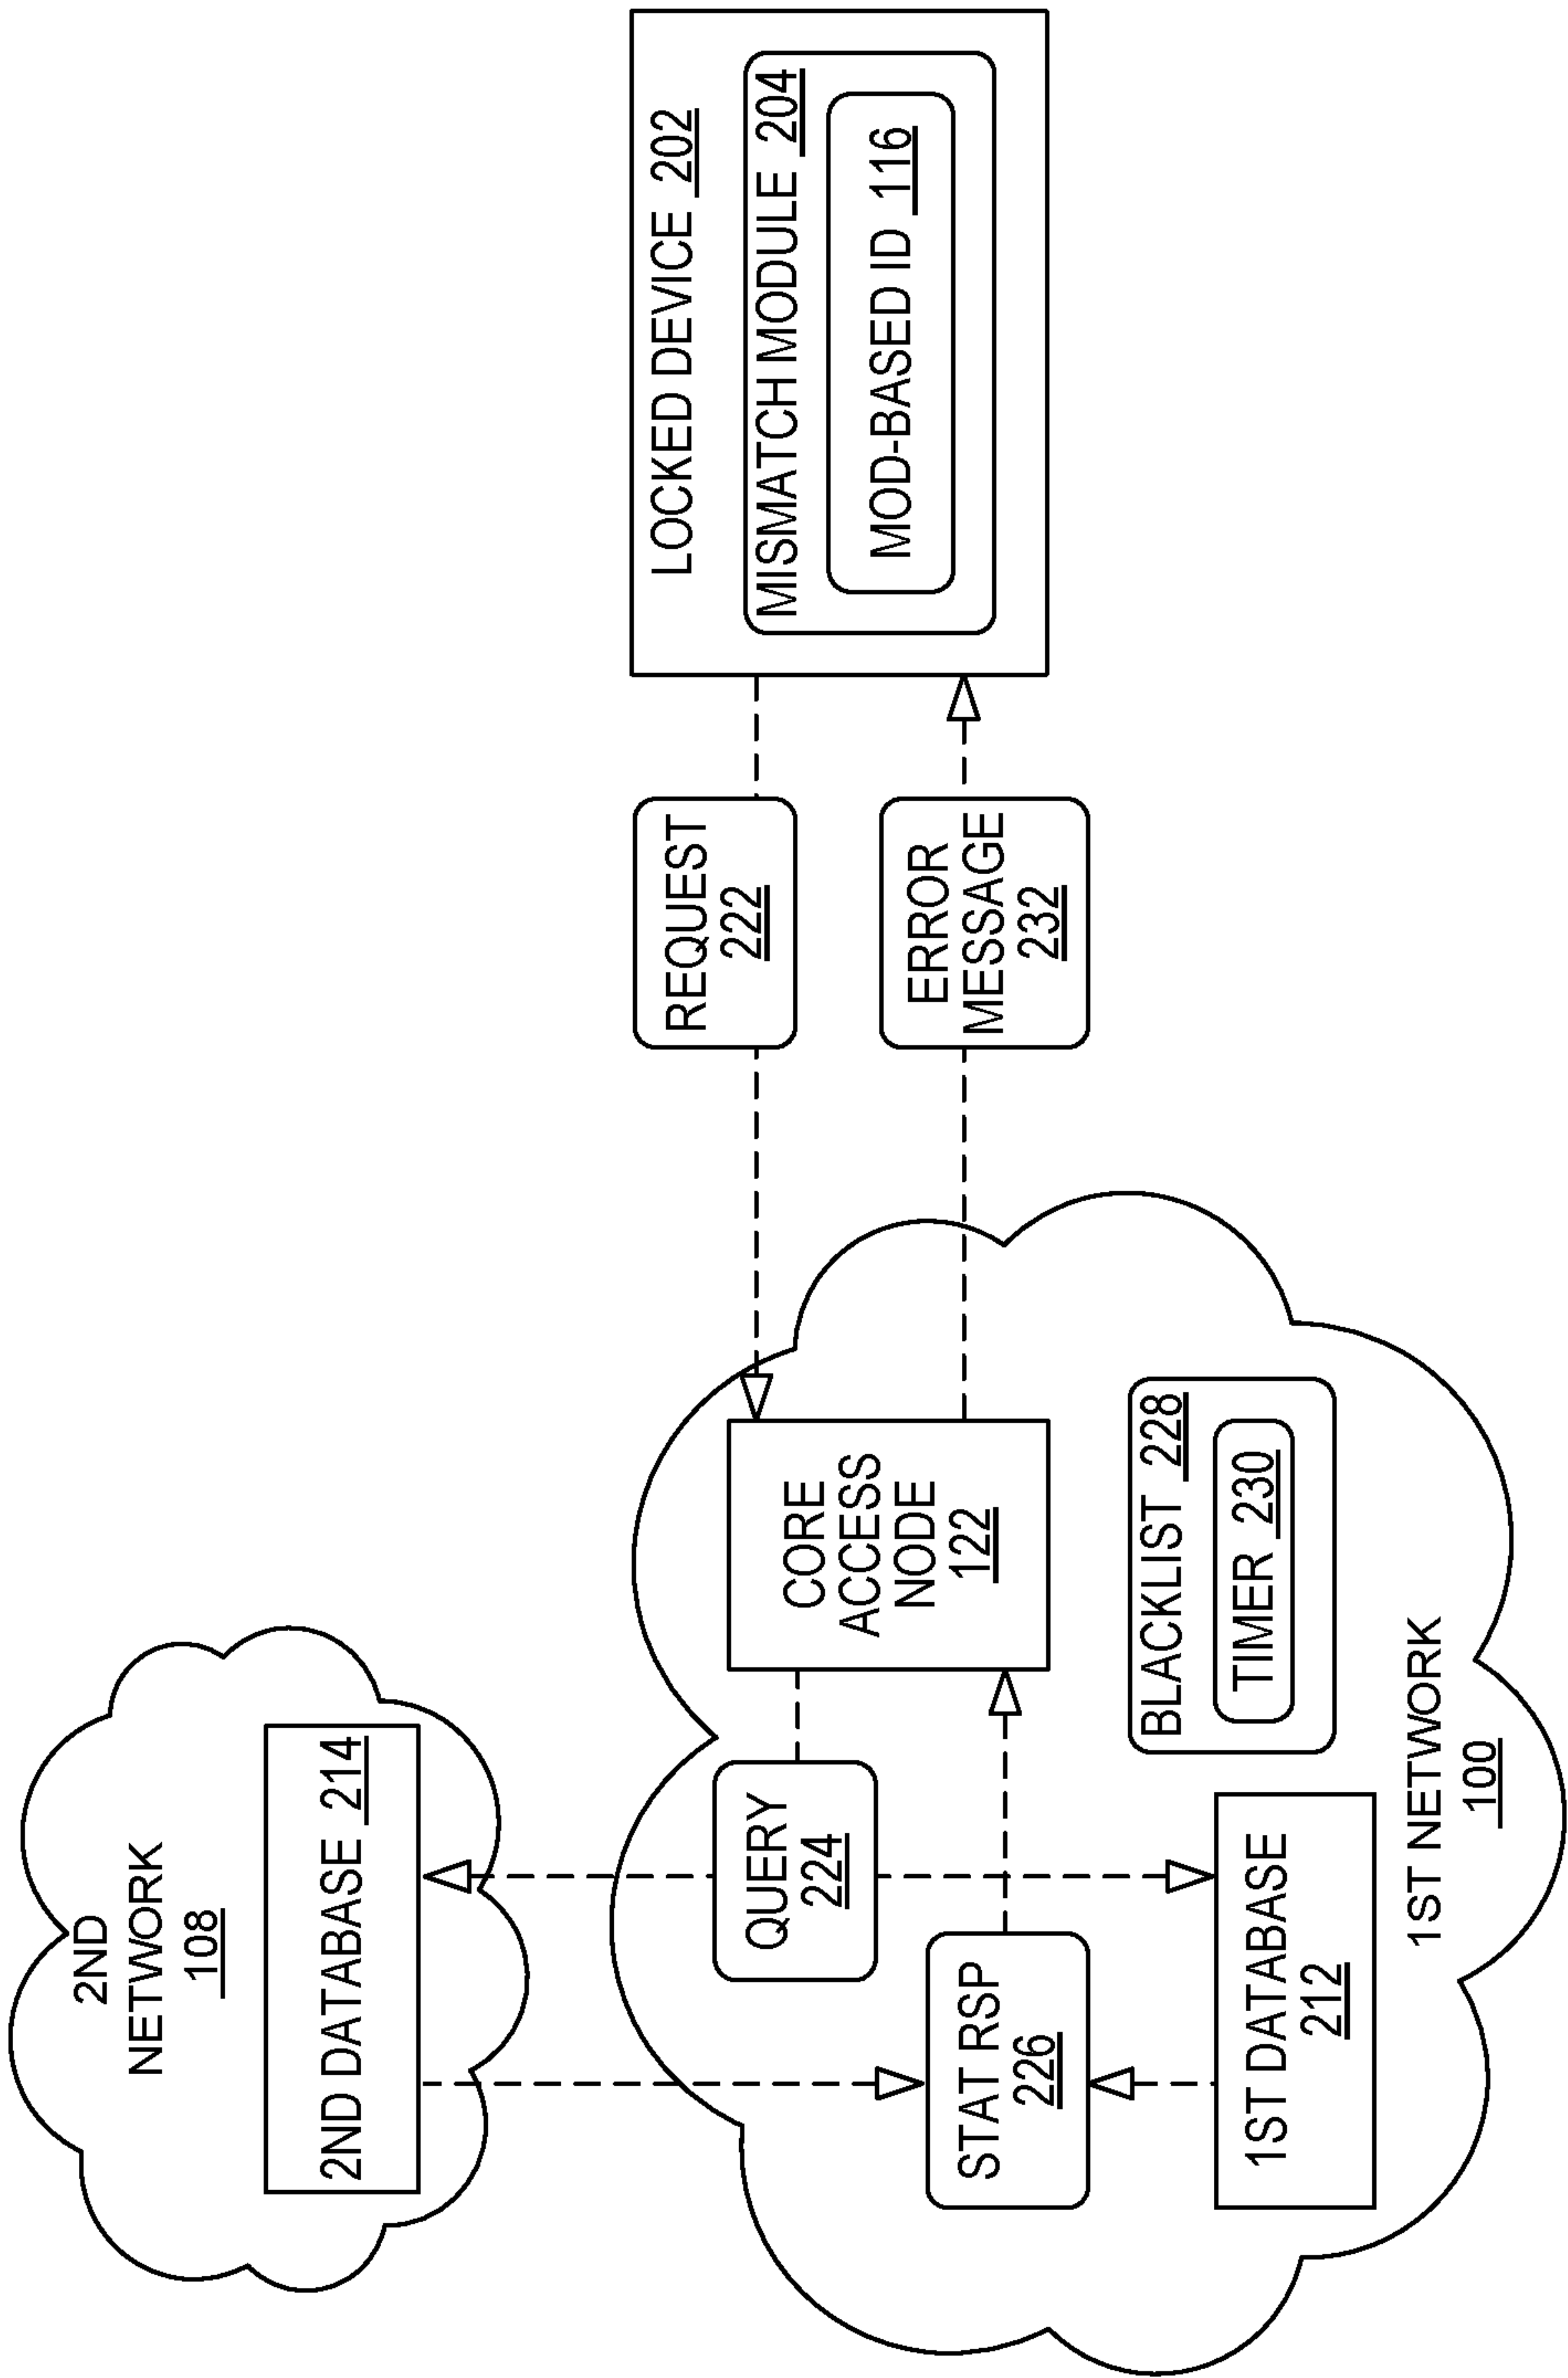 2ND
NETWORK
108
2ND DATABASE 214
QUERY
224
STAT RSP
226
1ST DATABASE
212
CORE
ACCESS
NODE
122
BLACKLIST 228
TIMER 230
1ST NETWORK
100
REQUEST
222
ERROR
MESSAGE
232
LOCKED DEVICE 202
MISMATCH MODULE 204
MOD-BASED ID 116